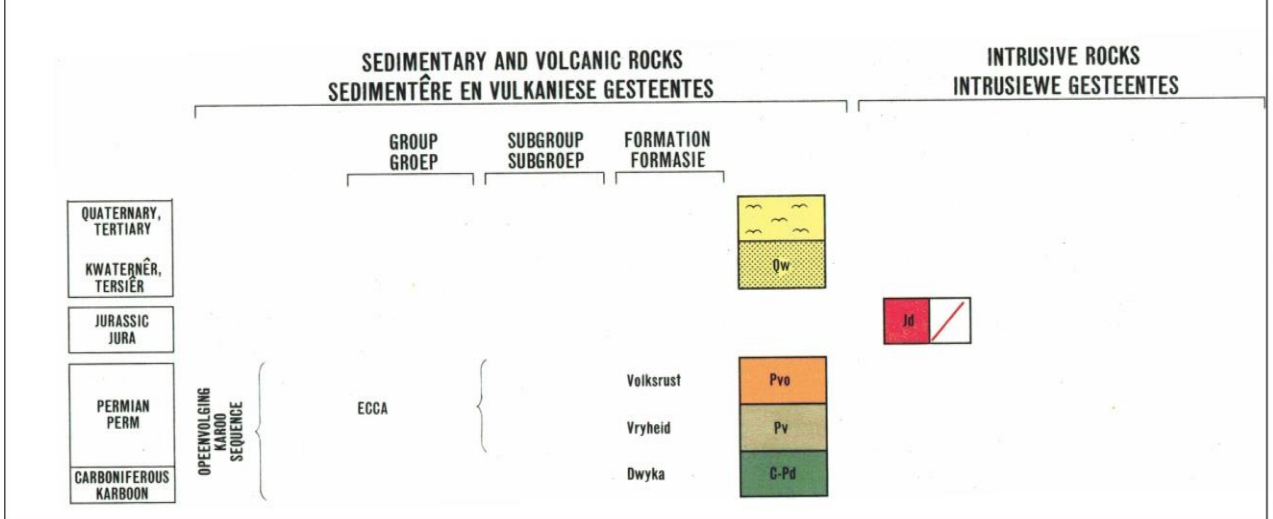 SEDIMENTARY AND VOLCANIC ROCKS
SEDIMENTÊRE EN VULKANIESE GESTEENTES
INTRUSIVE ROCKS
INTRUSIEWE GESTEENTES
GROUP
GROEP
SUBGROUP
SUBGROEP
FORMATION
FORMASIE
QUATERNARY,
TERTIARY
KWATERNÊR,
TERSIÊR
Qw
JURASSIC
JURA
Jd
PERMIAN
PERM
CARBONIFEROUS
KARBOON
OPEENVOLGING
KAROO
SEQUENCE
ECCA
Volksrust
Pvo
Vryheid
Pv
Dwyka
C-Pd